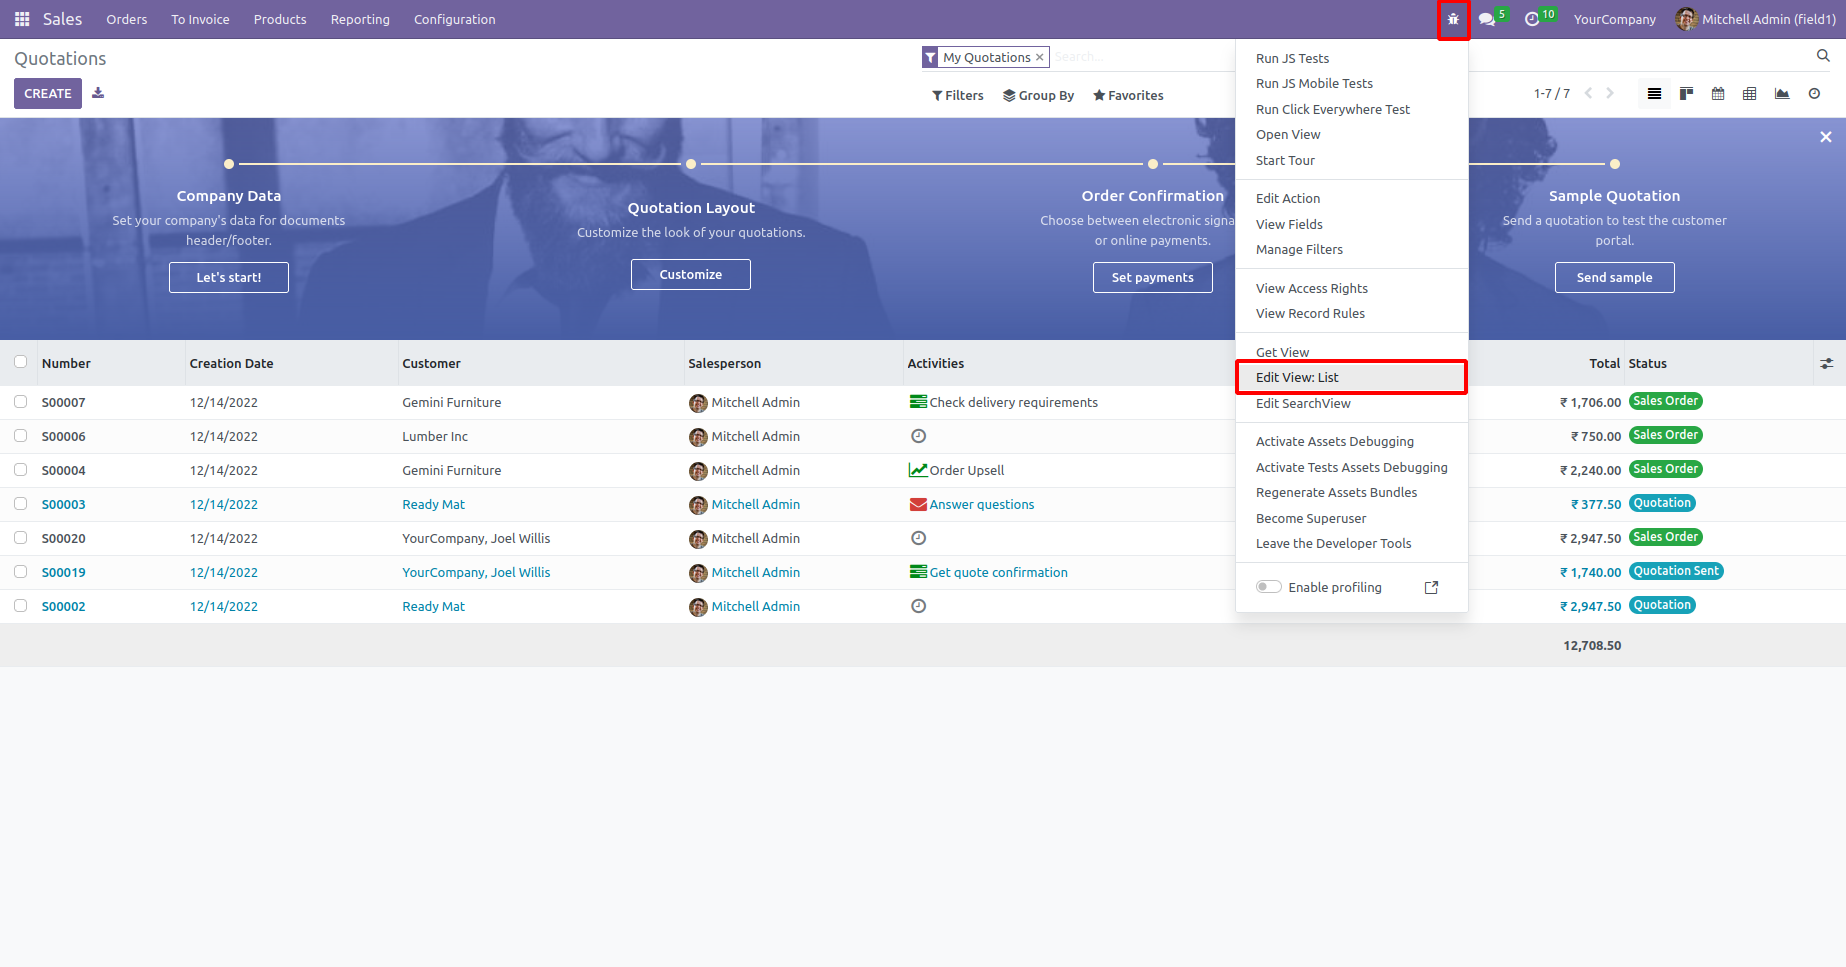 Sales Orders To Invoice Products Reporting Configuration 5 10 YourCompany Mitchell Admin (field1)
Quotations
My Quotations × Search...
CREATE
Filters Group By Favorites
1-7 / 7
Company Data
Set your company's data for documents
header/footer.
Let's start!
Quotation Layout
Customize the look of your quotations.
Customize
Order Confirmation
Choose between electronic signa
or online payments.
Set payments
Sample Quotation
Send a quotation to test the customer
portal.
Send sample
Run JS Tests
Run JS Mobile Tests
Run Click Everywhere Test
Open View
Start Tour
Edit Action
View Fields
Manage Filters
View Access Rights
View Record Rules
Get View
Edit View: List
Edit SearchView
Activate Assets Debugging
Activate Tests Assets Debugging
Regenerate Assets Bundles
Become Superuser
Leave the Developer Tools
Enable profiling
Number Creation Date Customer Salesperson Activities Total Status
S00007 12/14/2022 Gemini Furniture Mitchell Admin Check delivery requirements ₹ 1,706.00 Sales Order
S00006 12/14/2022 Lumber Inc Mitchell Admin ₹ 750.00 Sales Order
S00004 12/14/2022 Gemini Furniture Mitchell Admin Order Upsell ₹ 2,240.00 Sales Order
S00003 12/14/2022 Ready Mat Mitchell Admin Answer questions ₹ 377.50 Quotation
S00020 12/14/2022 YourCompany, Joel Willis Mitchell Admin ₹ 2,947.50 Sales Order
S00019 12/14/2022 YourCompany, Joel Willis Mitchell Admin Get quote confirmation ₹ 1,740.00 Quotation Sent
S00002 12/14/2022 Ready Mat Mitchell Admin ₹ 2,947.50 Quotation
12,708.50